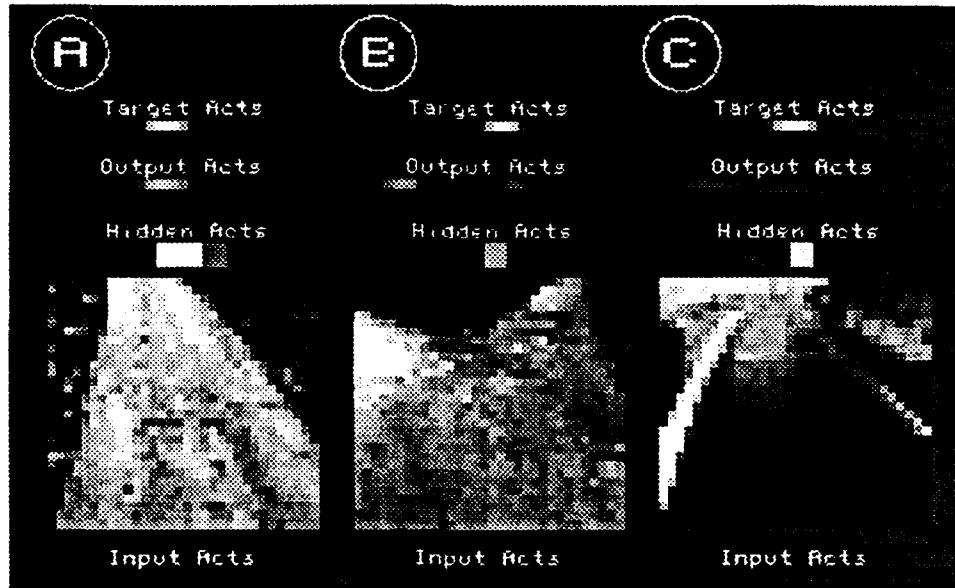 A B C
Target Acts Target Acts Target Acts
Output Acts Output Acts Output Acts
Hidden Acts Hidden Acts Hidden Acts
Input Acts Input Acts Input Acts